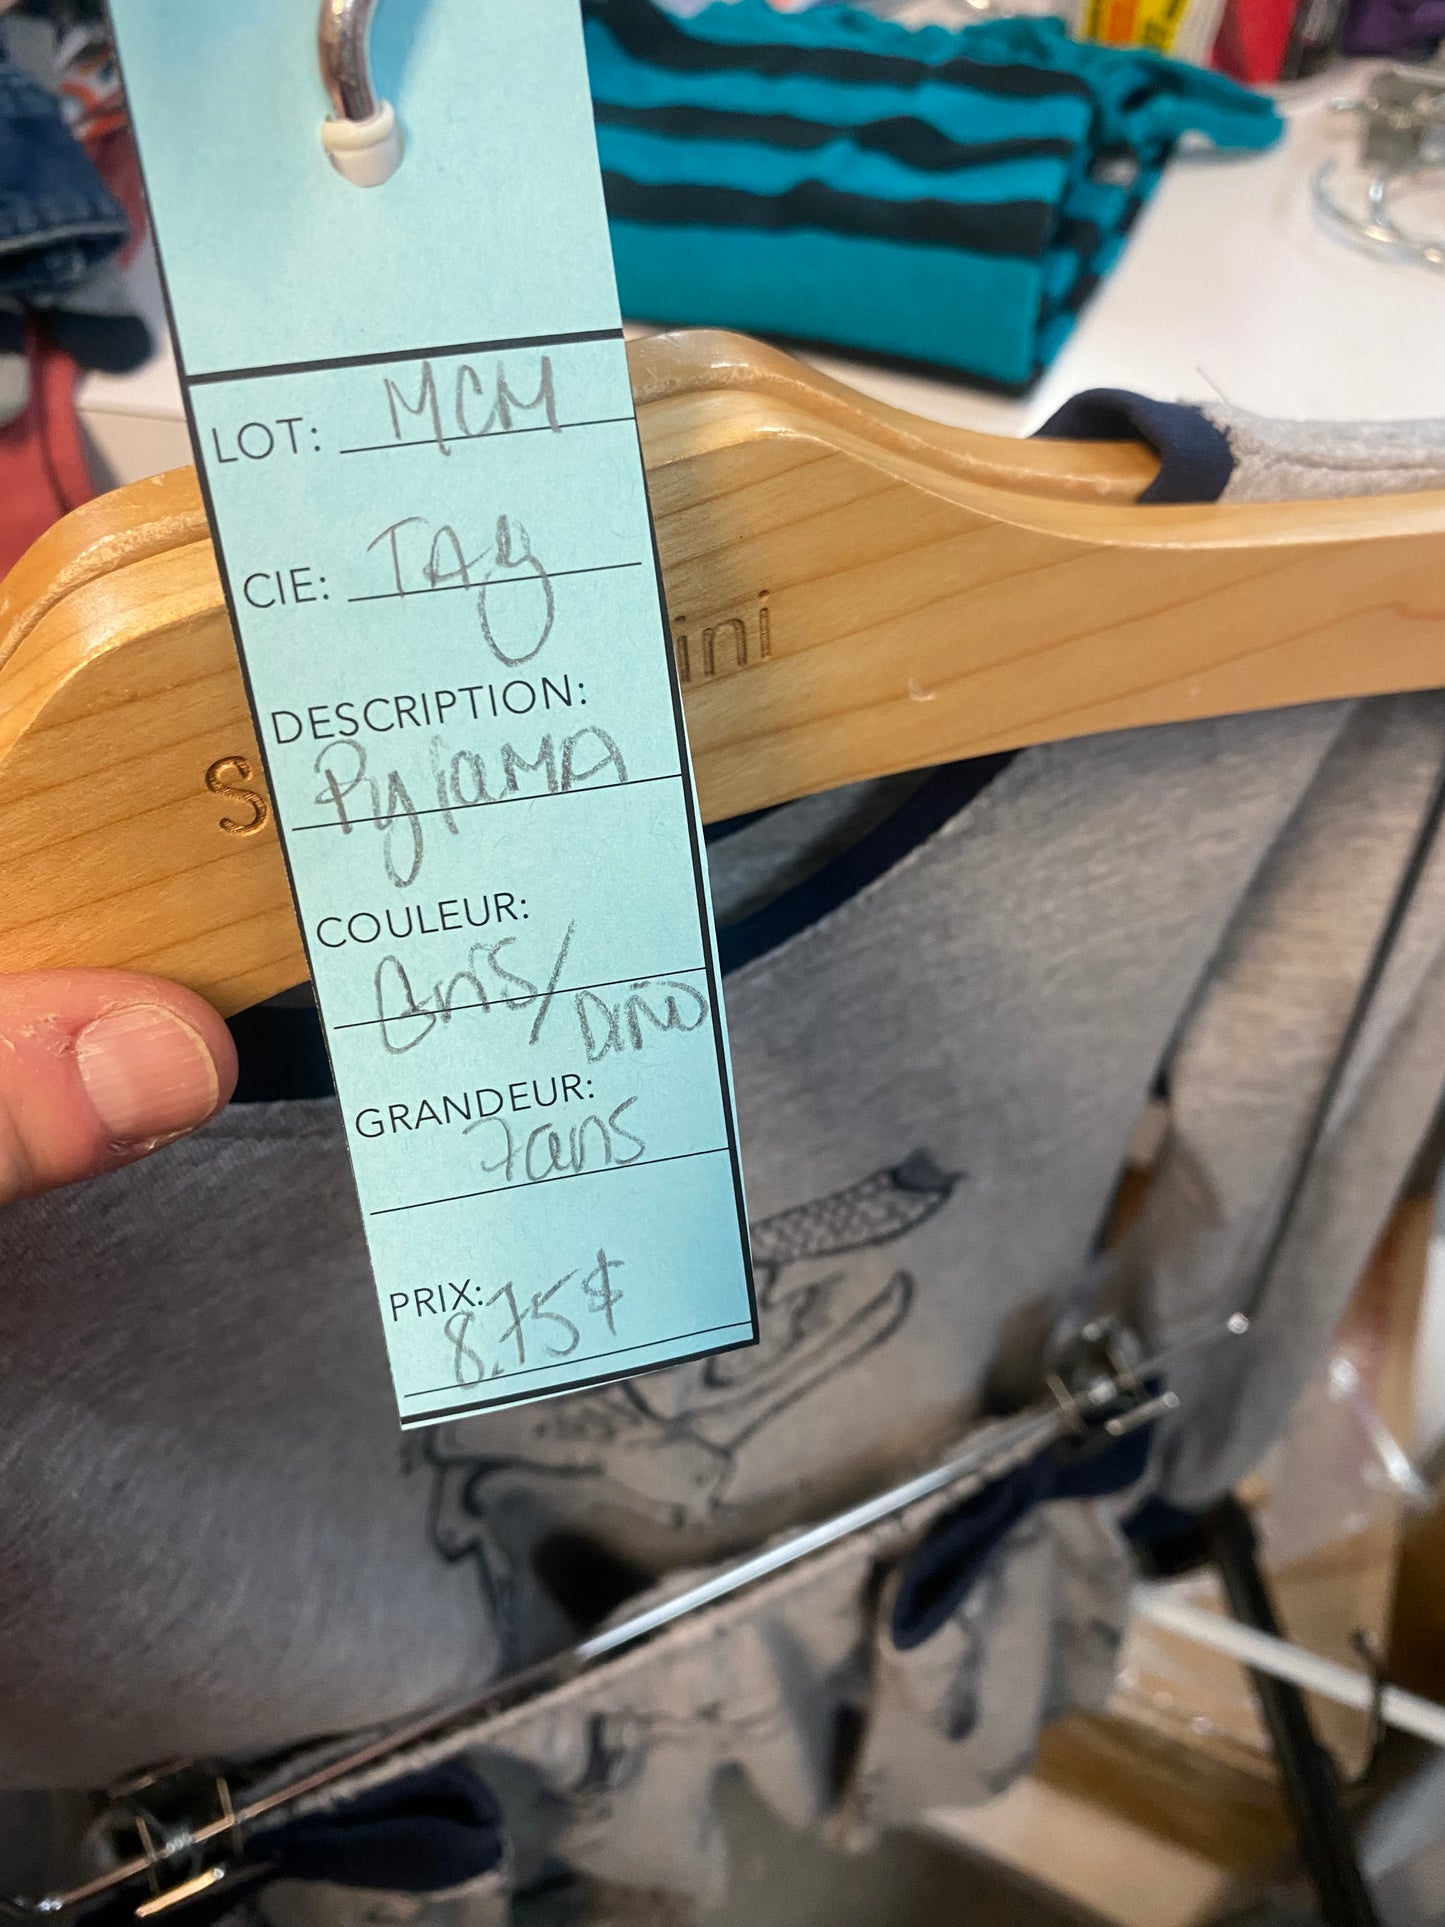 LOT: MCM
CIE: TAg
DESCRIPTION:
PyjaMA
COULEUR:
Gris/
DiNO
GRANDEUR:
7ans
PRIX:
8.75$
S
ini